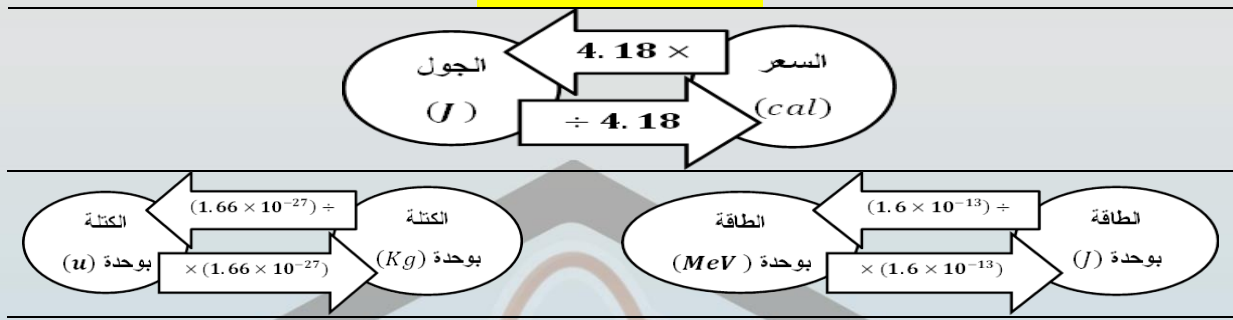 السعر
(cal)
4. 18 ×
÷ 4. 18
الجول
(J )
الطاقة
بوحدة (J)
(1.6 × 10⁻¹³) ÷
× (1.6 × 10⁻¹³)
الطاقة
بوحدة (MeV )
الكتلة
بوحدة (Kg)
(1.66 × 10⁻²⁷) ÷
× (1.66 × 10⁻²⁷)
الكتلة
بوحدة (u)